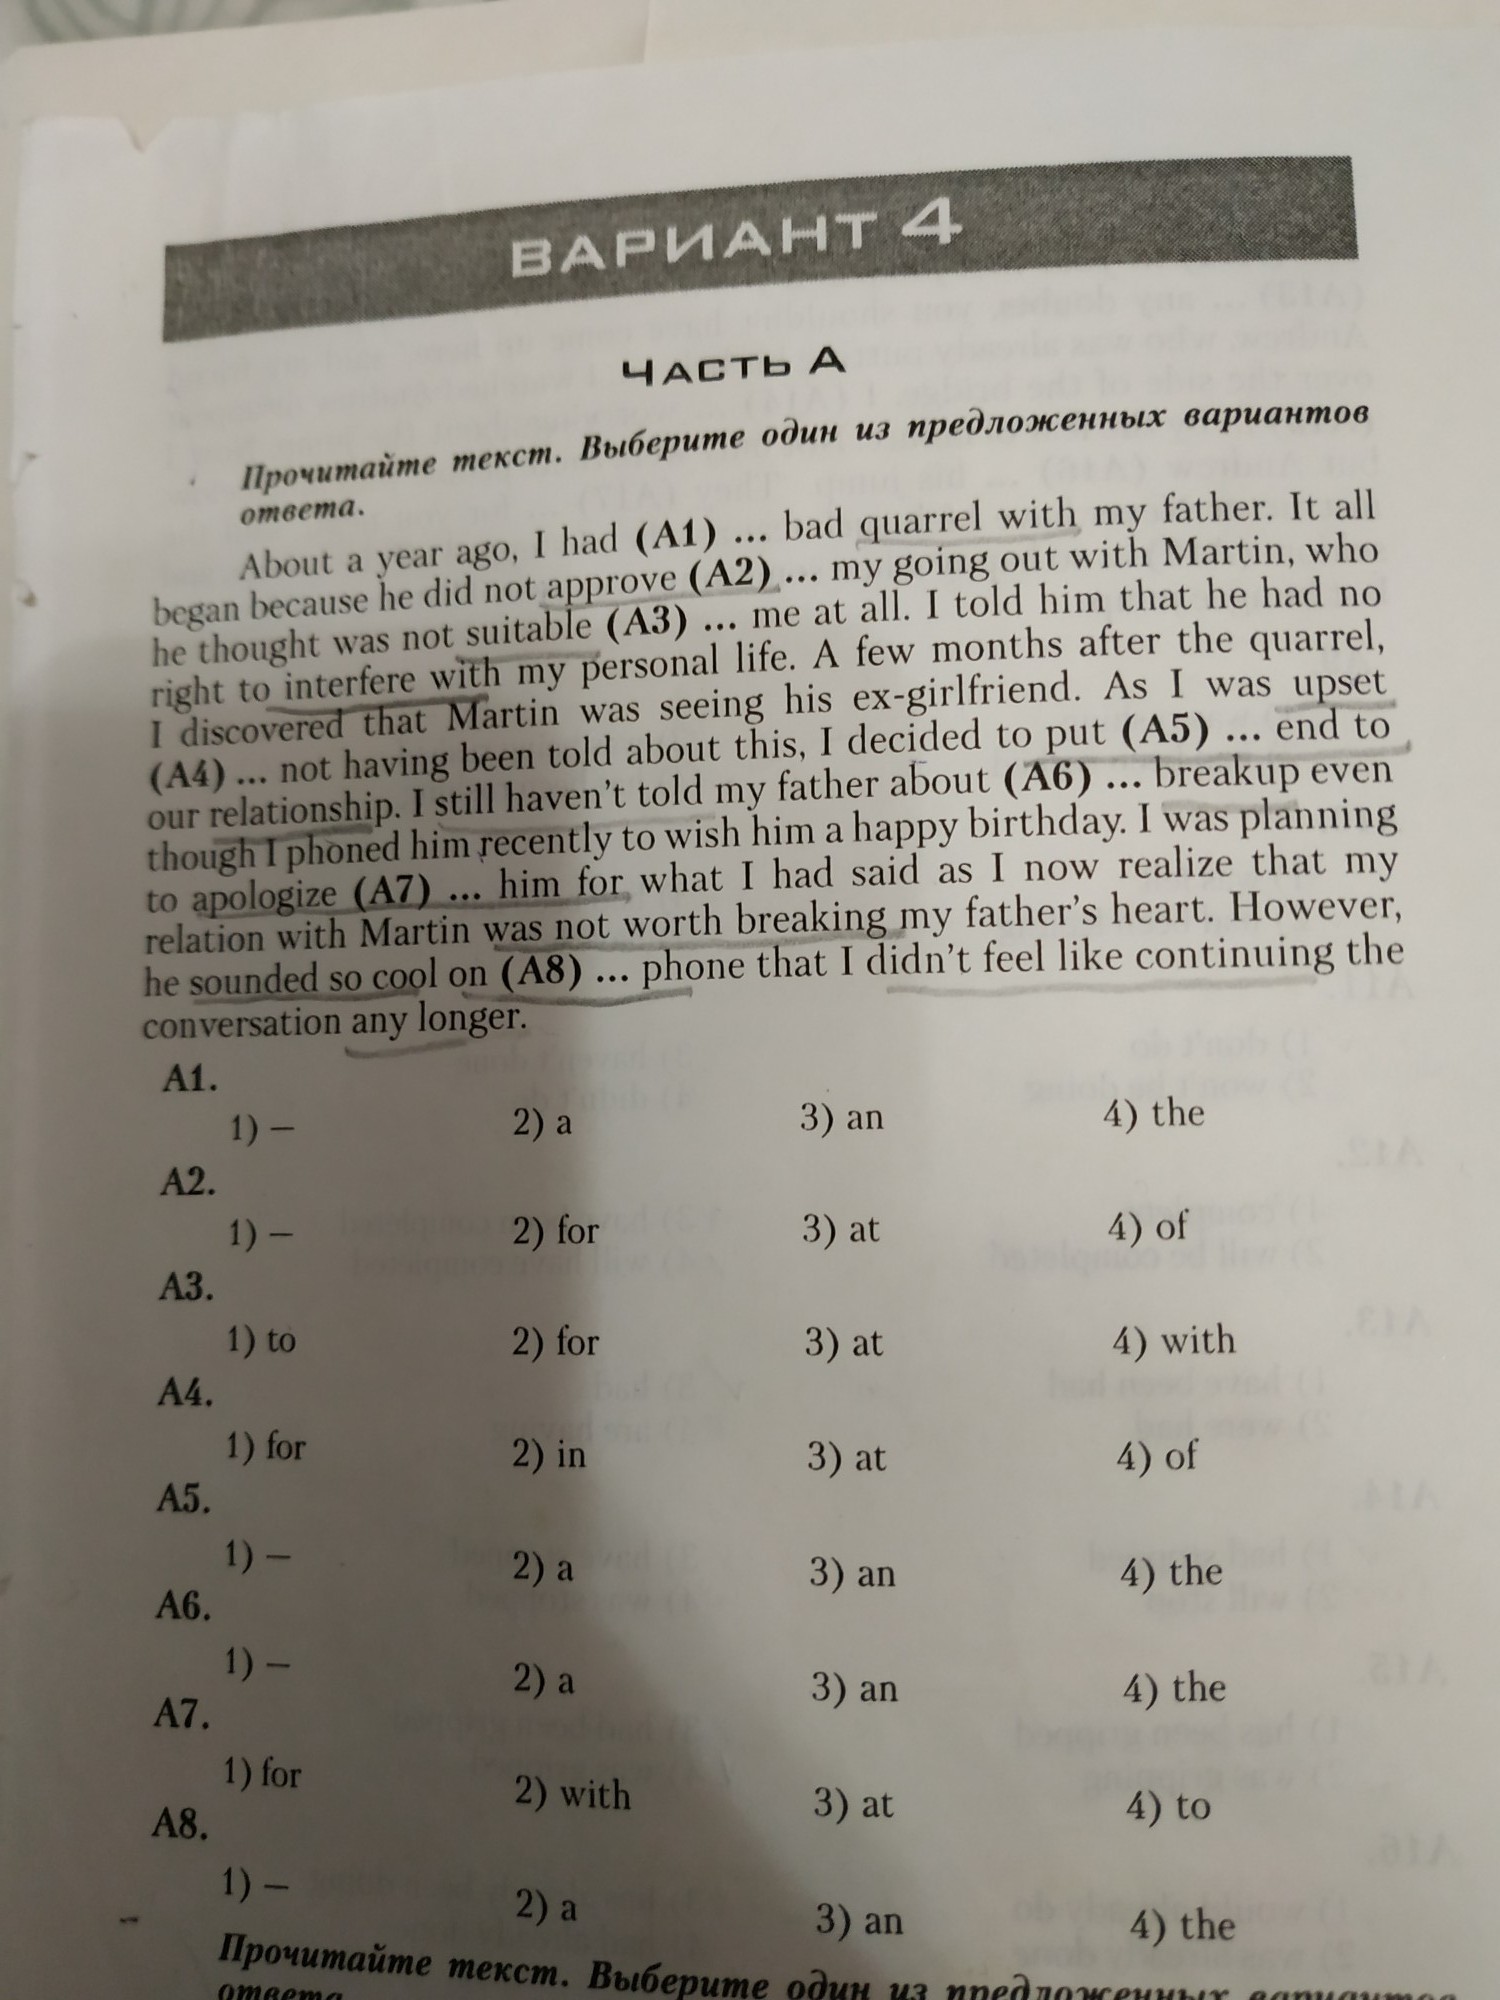 ВАРИАНТ 4
ЧАСТЬ А
Прочитайте текст. Выберите один из предложенных вариантов
ответа.
About a year ago, I had (A1) ... bad quarrel with my father. It all
began because he did not approve (A2) ... my going out with Martin, who
he thought was not suitable (A3) ... me at all. I told him that he had no
right to interfere with my personal life. A few months after the quarrel,
I discovered that Martin was seeing his ex-girlfriend. As I was upset
(A4) ... not having been told about this, I decided to put (A5) ... end to
our relationship. I still haven't told my father about (A6) ... breakup even
though I phoned him recently to wish him a happy birthday. I was planning
to apologize (A7) ... him for what I had said as I now realize that my
relation with Martin was not worth breaking my father's heart. However,
he sounded so cool on (A8) ... phone that I didn't feel like continuing the
conversation any longer.
A1.
1) – 2) a 3) an 4) the
A2.
1) – 2) for 3) at 4) of
A3.
1) to 2) for 3) at 4) with
A4.
1) for 2) in 3) at 4) of
A5.
1) – 2) a 3) an 4) the
A6.
1) – 2) a 3) an 4) the
A7.
1) for 2) with 3) at 4) to
A8.
1) – 2) a 3) an 4) the
Прочитайте текст. Выберите один из предложенных вариантов
ответа.